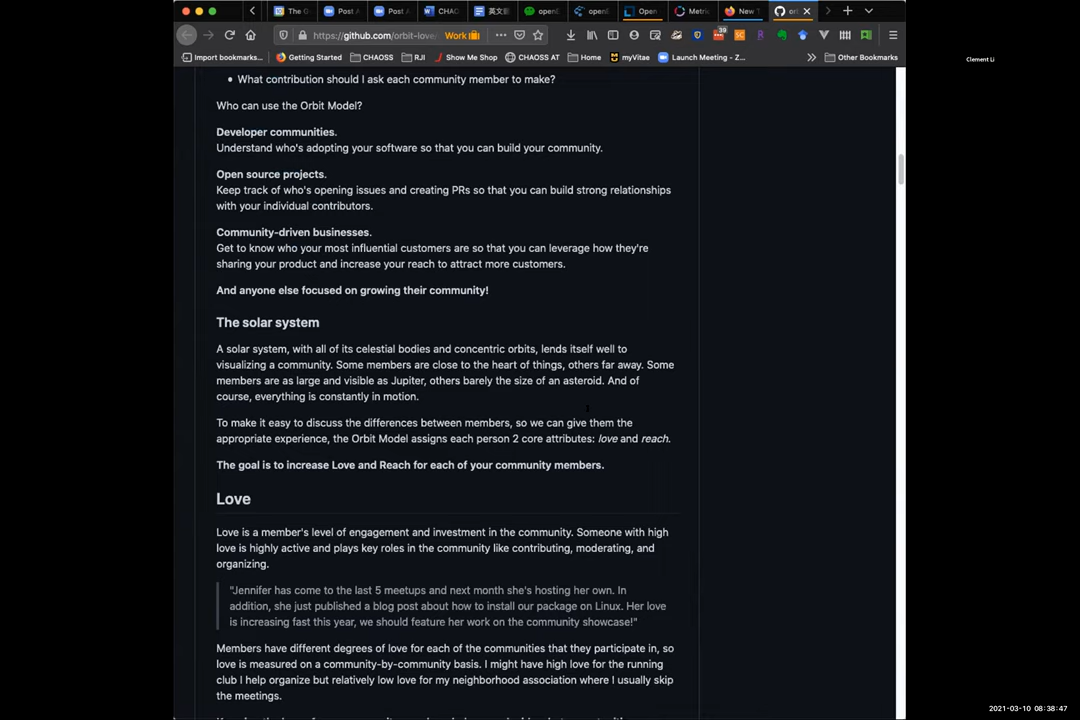 The G
Post A
Post A
CHAO
英文
openE
openE
Open
Metric
New T
or
https://github.com/orbit-love
Work
39
Import bookmarks...
Getting Started
CHAOSS
RJI
Show Me Shop
CHAOSS AT
Home
myVitae
Launch Meeting - Z...
Other Bookmarks
Clement Li
What contribution should I ask each community member to make?
Who can use the Orbit Model?
Developer communities.
Understand who's adopting your software so that you can build your community.
Open source projects.
Keep track of who's opening issues and creating PRs so that you can build strong relationships
with your individual contributors.
Community-driven businesses.
Get to know who your most influential customers are so that you can leverage how they're
sharing your product and increase your reach to attract more customers.
And anyone else focused on growing their community!
The solar system
A solar system, with all of its celestial bodies and concentric orbits, lends itself well to
visualizing a community. Some members are close to the heart of things, others far away. Some
members are as large and visible as Jupiter, others barely the size of an asteroid. And of
course, everything is constantly in motion.
To make it easy to discuss the differences between members, so we can give them the
appropriate experience, the Orbit Model assigns each person 2 core attributes: love and reach.
The goal is to increase Love and Reach for each of your community members.
Love
Love is a member's level of engagement and investment in the community. Someone with high
love is highly active and plays key roles in the community like contributing, moderating, and
organizing.
"Jennifer has come to the last 5 meetups and next month she's hosting her own. In
addition, she just published a blog post about how to install our package on Linux. Her love
is increasing fast this year, we should feature her work on the community showcase!"
Members have different degrees of love for each of the communities that they participate in, so
love is measured on a community-by-community basis. I might have high love for the running
club I help organize but relatively low love for my neighborhood association where I usually skip
the meetings.
2021-03-10 08:38:47